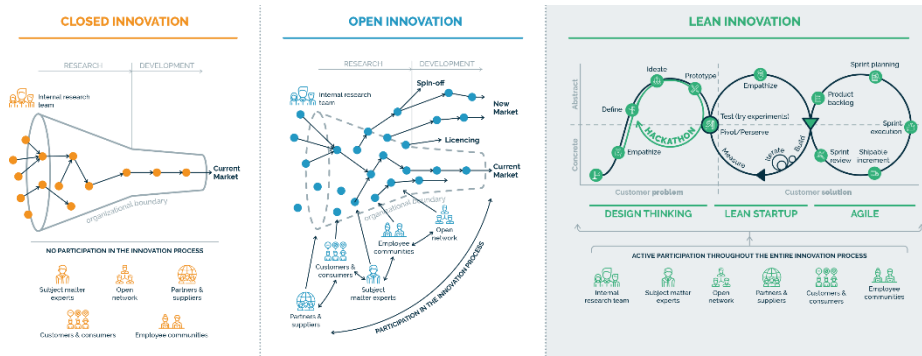 CLOSED INNOVATION
RESEARCH
DEVELOPMENT
Internal research
team
Current
Market
organizational boundary
NO PARTICIPATION IN THE INNOVATION PROCESS
Subject matter
experts
Open
network
Partners &
suppliers
Customers & consumers
Employee communities
OPEN INNOVATION
RESEARCH
DEVELOPMENT
Spin-off
Internal research
team
New
Market
Licencing
Current
Market
organizational boundary
Open
network
Employee
communities
Customers &
consumers
Subject
matter experts
Partners &
suppliers
PARTICIPATION IN THE INNOVATION PROCESS
LEAN INNOVATION
Abstract
Concrete
Ideate
Prototype
Define
HACKATHON
Empathize
Empathize
Test (try experiments)
Pivot/Perserve
Measure
Iterate
Build
Sprint planning
Product
backlog
Sprint
execution
Sprint
review
Shipable
increment
Customer problem
Customer solution
DESIGN THINKING
LEAN STARTUP
AGILE
ACTIVE PARTICIPATION THROUGHOUT THE ENTIRE INNOVATION PROCESS
Internal
research team
Subject matter
experts
Open
network
Partners &
suppliers
Customers &
consumers
Employee
communities